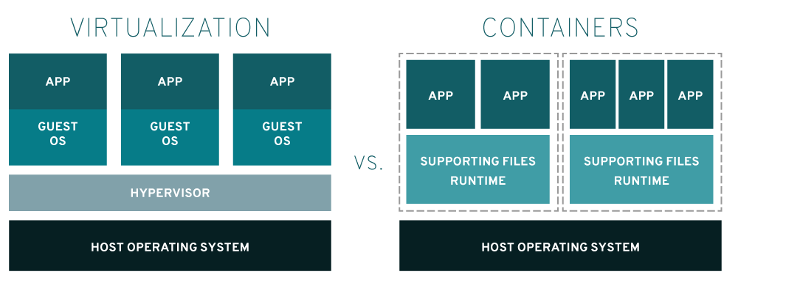 VIRTUALIZATION
APP
GUEST
OS
APP
GUEST
OS
APP
GUEST
OS
HYPERVISOR
HOST OPERATING SYSTEM
VS.
CONTAINERS
APP
APP
SUPPORTING FILES
RUNTIME
APP
APP
APP
SUPPORTING FILES
RUNTIME
HOST OPERATING SYSTEM